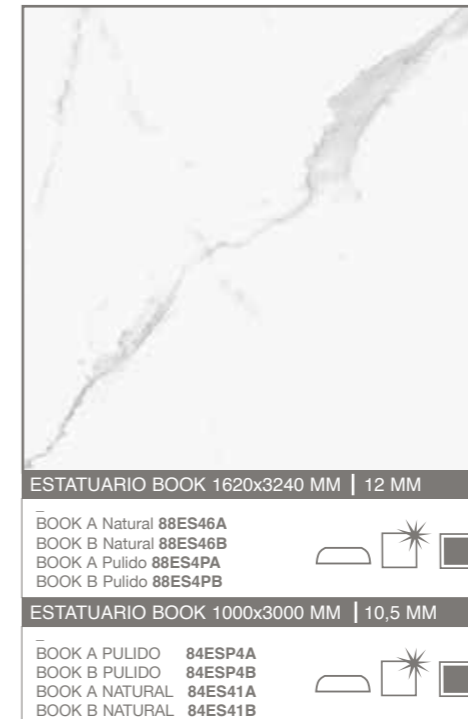 ESTATUARIO BOOK 1620x3240 MM | 12 MM
BOOK A Natural 88ES46A
BOOK B Natural 88ES46B
BOOK A Pulido 88ES4PA
BOOK B Pulido 88ES4PB
ESTATUARIO BOOK 1000x3000 MM | 10,5 MM
BOOK A PULIDO 84ESP4A
BOOK B PULIDO 84ESP4B
BOOK A NATURAL 84ES41A
BOOK B NATURAL 84ES41B